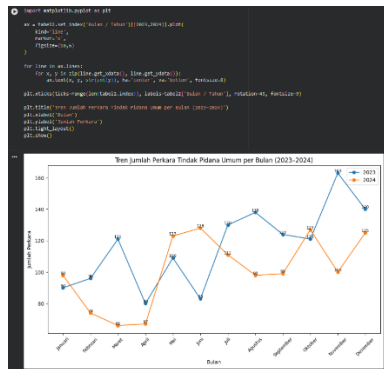 import matplotlib.pyplot as plt
ax = tabel1.set_index('Bulan / Tahun')[[2023,2024]].plot(
kind='line',
marker='o',
figsize=(10,6)
)
for line in ax.lines:
for x, y in zip(line.get_xdata(), line.get_ydata()):
ax.text(x, y, str(int(y)), ha='center', va='bottom', fontsize=8)
plt.xticks(ticks=range(len(tabel1.index)), labels=tabel1['Bulan / Tahun'], rotation=45, fontsize=9)
plt.title('Tren Jumlah Perkara Tindak Pidana Umum per Bulan (2023-2024)')
plt.xlabel('Bulan')
plt.ylabel('Jumlah Perkara')
plt.tight_layout()
plt.show()
Tren Jumlah Perkara Tindak Pidana Umum per Bulan (2023-2024)
2023
2024
Jumlah Perkara
160
140
120
100
80
Januari
Februari
Maret
April
Mei
Juni
Juli
Agustus
September
Oktober
November
Desember
Bulan